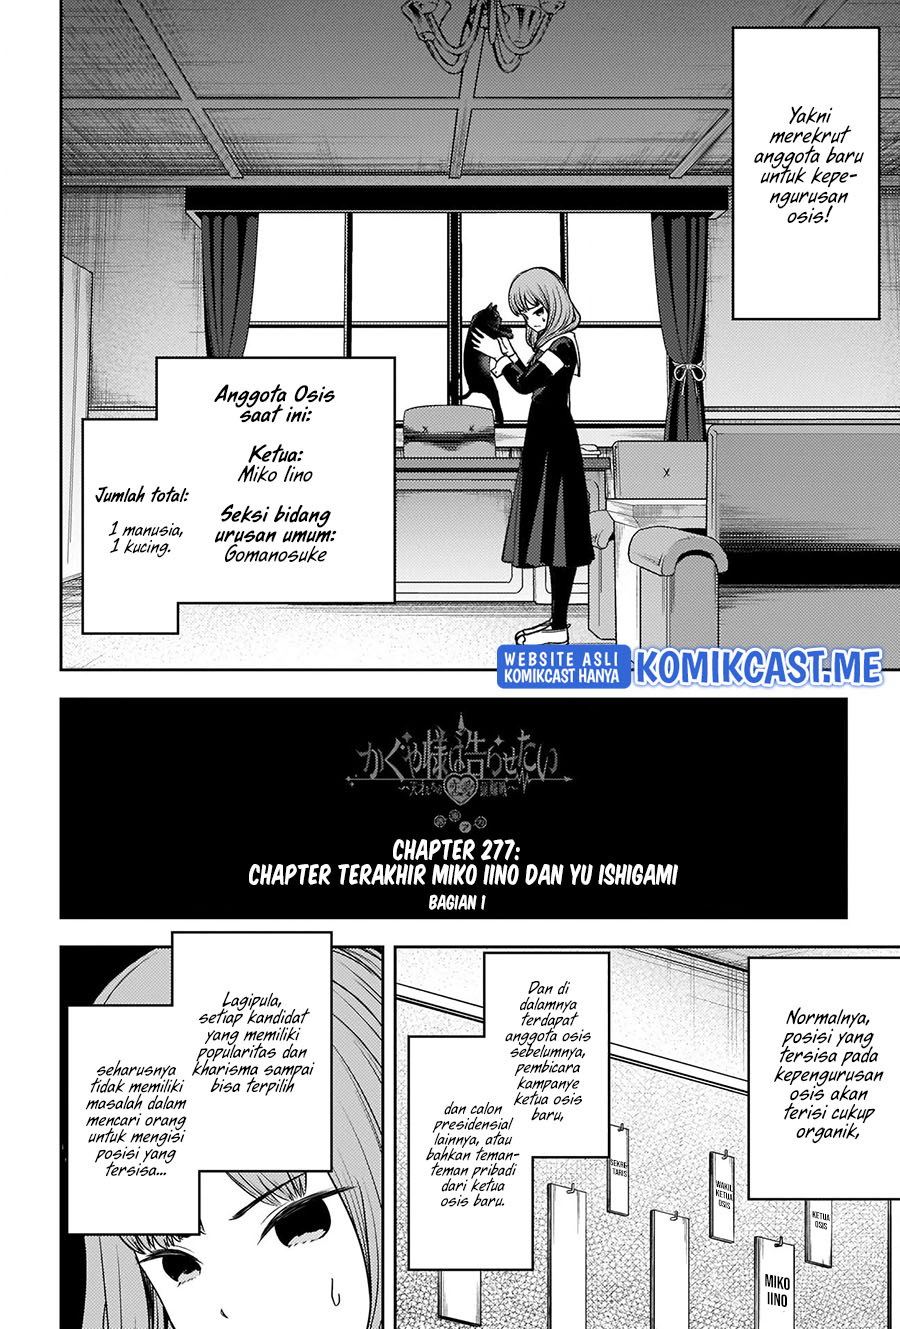 Yakni
merekrut
anggota baru
untuk kepe-
ngurusan
osis!
Anggota Osis
saat ini:
Ketua:
Miko Iino
Seksi bidang
urusan umum:
Gomanosuke
Jumlah total:
1 manusia,
1 kucing.
WEBSITE ASLI
KOMIKCAST HANYA
KOMIKCAST.ME
かぐや様は告らせたい
CHAPTER 277:
CHAPTER TERAKHIR MIKO IINO DAN YU ISHIGAMI
BAGIAN 1
Normalnya,
posisi yang
tersisa pada
kepengurusan
osis akan
terisi cukup
organik,
Dan di
dalamnya
terdapat
anggota osis
sebelumnya,
pembicara
kampanye
ketua osis
baru,
dan calon
presidensial
lainnya, atau
bahkan teman-
teman pribadi
dari ketua
osis baru.
SEKRE-
TARIS
WAKIL
KETUA
OSIS
KETUA
OSIS
MIKO
IINO
Lagipula,
setiap kandidat
yang memiliki
popularitas dan
kharisma sampai
bisa terpilih
seharusnya
tidak memiliki
masalah dalam
mencari orang
untuk mengisi
posisi yang
tersisa...